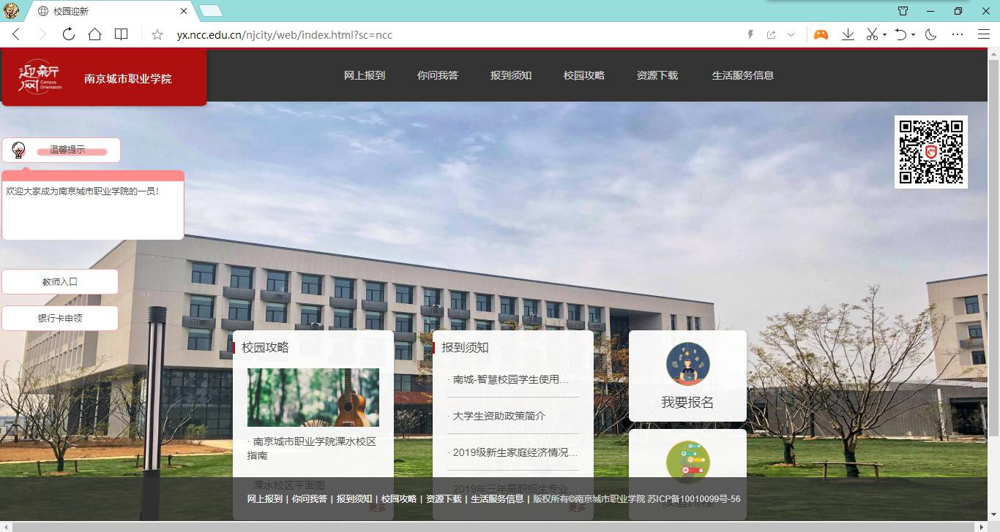 校园迎新
yx.ncc.edu.cn/njcity/web/index.html?sc=ncc
迎新网
Campus
Orientaiotn
南京城市职业学院
网上报到
你问我答
报到须知
校园攻略
资源下载
生活服务信息
温馨提示
欢迎大家成为南京城市职业学院的一员！
教师入口
银行卡申领
校园攻略
· 南京城市职业学院溧水校区
指南
· 溧水校区平面图
更多
报到须知
· 南城-智慧校园学生使用...
· 大学生资助政策简介
· 2019级新生家庭经济情况...
· 2019年三年高职招生专业...
更多
我要报名
报道流程
网上报到 | 你问我答 | 报到须知 | 校园攻略 | 资源下载 | 生活服务信息 | 版权所有©南京城市职业学院 苏ICP备10010099号-56